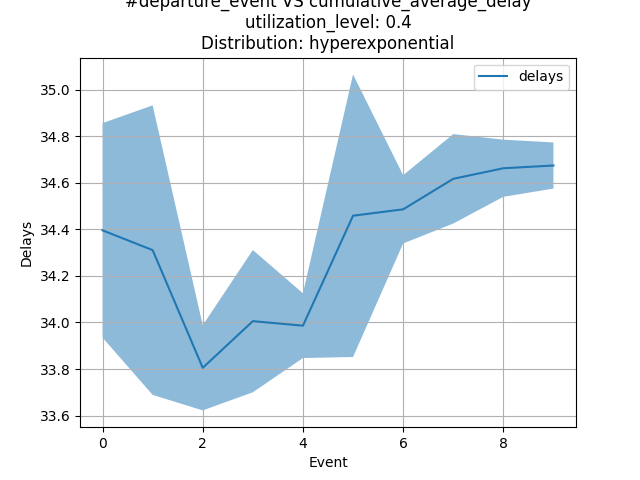 #departure_event VS cumulative_average_delay
utilization_level: 0.4
Distribution: hyperexponential
delays
35.0
34.8
34.6
34.4
34.2
34.0
33.8
33.6
Delays
0 2 4 6 8
Event